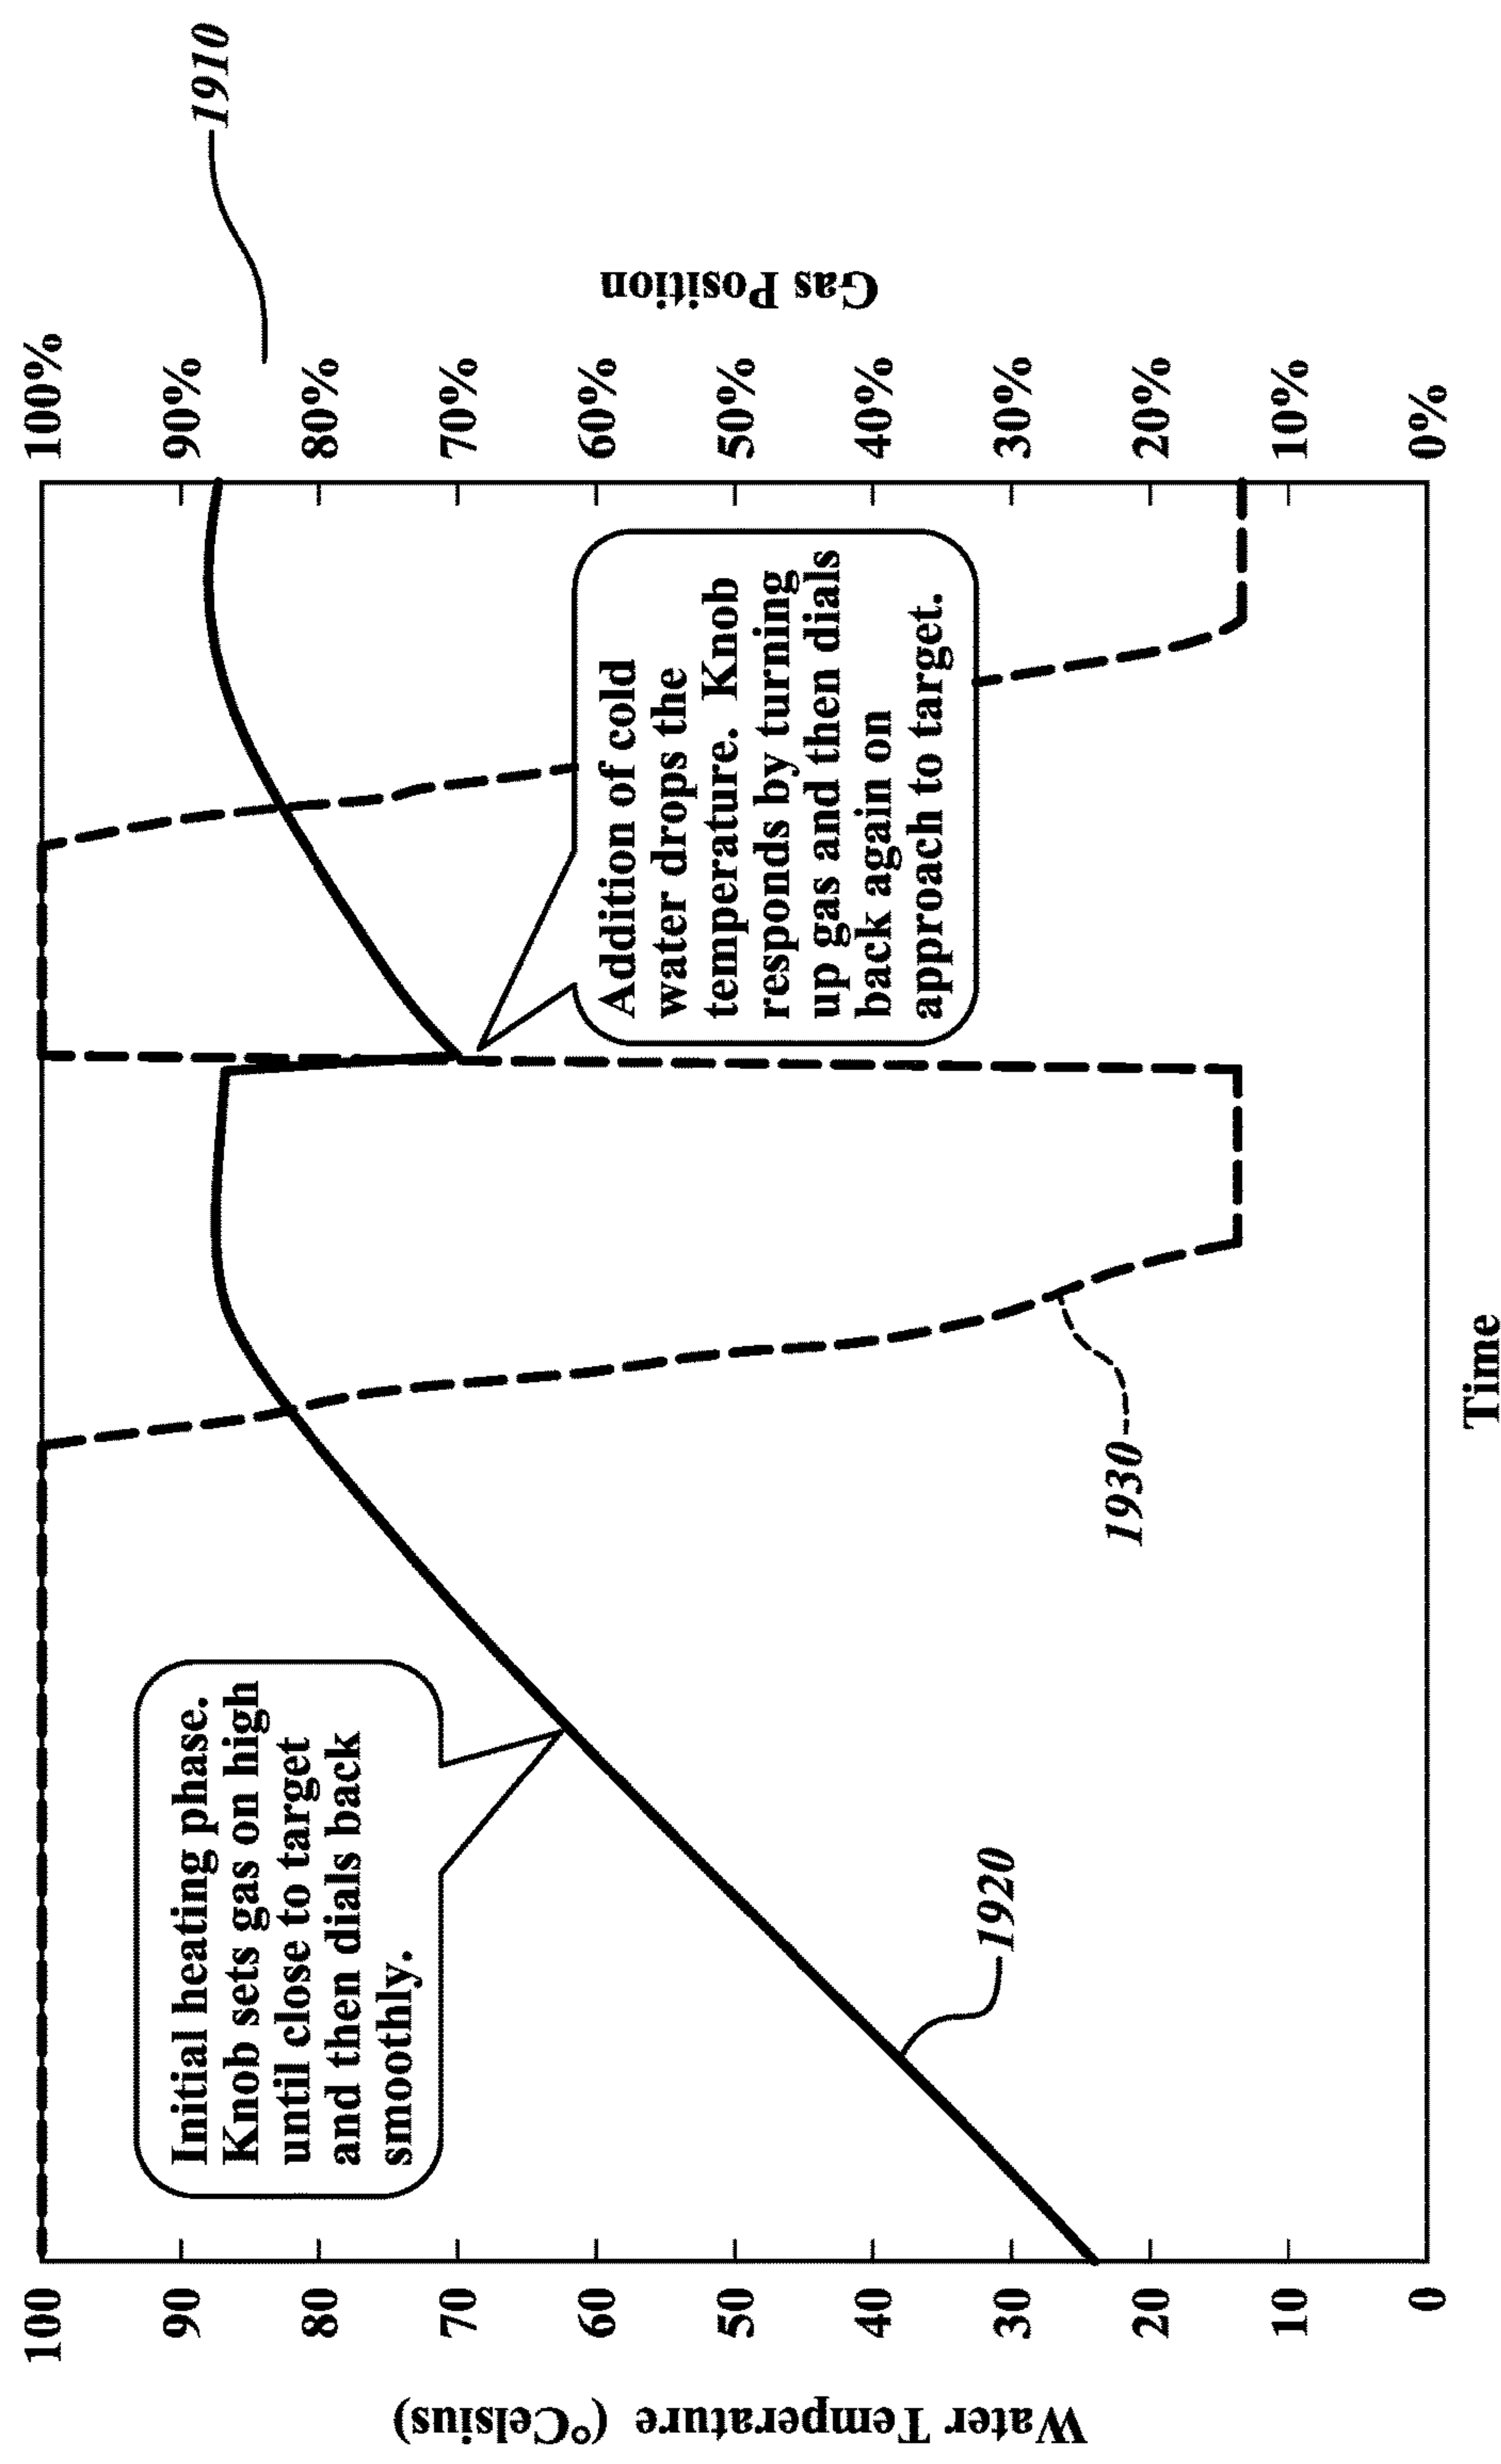 1910
100
90
80
70
60
50
40
30
20
10
0
Water Temperature (°Celsius)
Initial heating phase.
Knob sets gas on high
until close to target
and then dials back
smoothly.
1920
1930
Addition of cold
water drops the
temperature. Knob
responds by turning
up gas and then dials
back again on
approach to target.
100%
90%
80%
70%
60%
50%
40%
30%
20%
10%
0%
Gas Position
Time